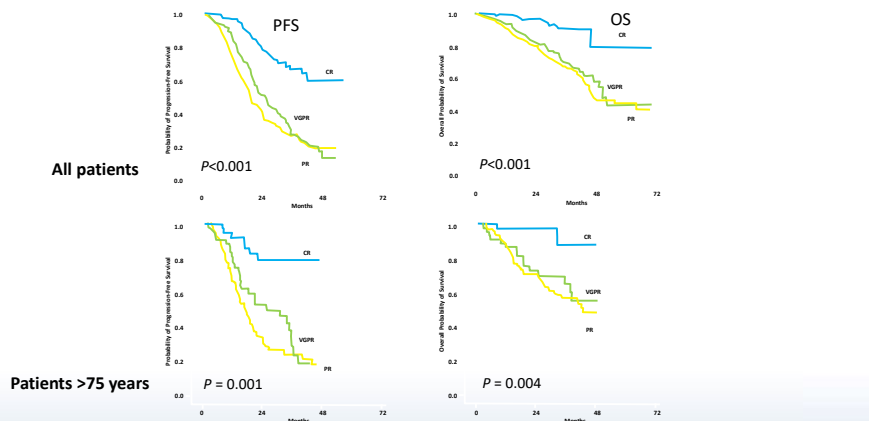 PFS
Probability of Progression-Free Survival
1.0
0.8
0.6
0.4
0.2
0.0
CR
VGPR
PR
P<0.001
0 24 48 72
Months
OS
Overall Probability of Survival
1.0
0.8
0.6
0.4
0.2
0.0
CR
VGPR
PR
P<0.001
0 24 48 72
Months
All patients
Probability of Progression-Free Survival
1.0
0.8
0.6
0.4
0.2
0.0
CR
VGPR
PR
P = 0.001
0 24 48 72
Months
Overall Probability of Survival
1.0
0.8
0.6
0.4
0.2
0.0
CR
VGPR
PR
P = 0.004
0 24 48 72
Months
Patients >75 years